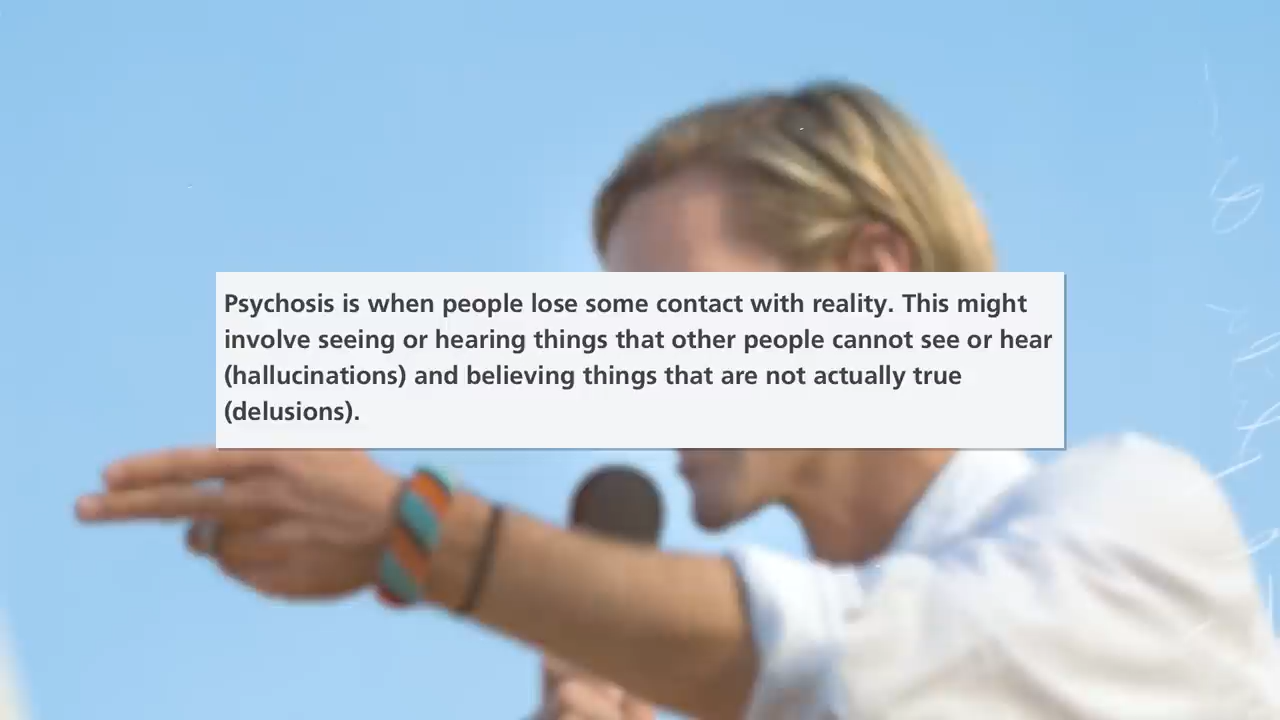 Psychosis is when people lose some contact with reality. This might
involve seeing or hearing things that other people cannot see or hear
(hallucinations) and believing things that are not actually true
(delusions).